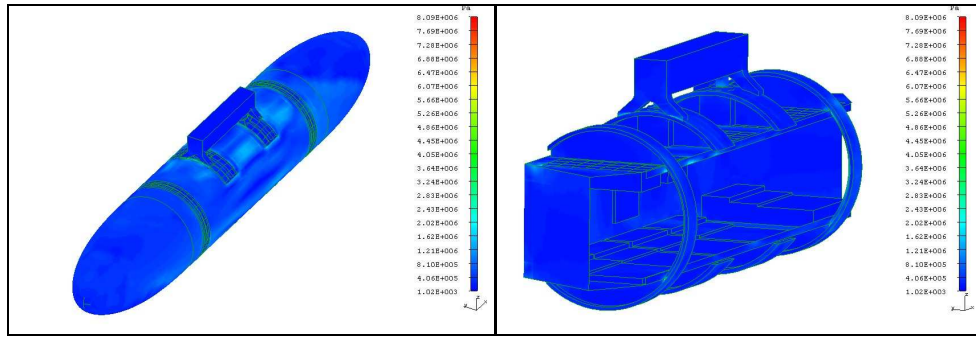 Pa
8.09E+006
7.69E+006
7.28E+006
6.88E+006
6.47E+006
6.07E+006
5.66E+006
5.26E+006
4.86E+006
4.45E+006
4.05E+006
3.64E+006
3.24E+006
2.83E+006
2.43E+006
2.02E+006
1.62E+006
1.21E+006
8.10E+005
4.06E+005
1.02E+003
Pa
8.09E+006
7.69E+006
7.28E+006
6.88E+006
6.47E+006
6.07E+006
5.66E+006
5.26E+006
4.86E+006
4.45E+006
4.05E+006
3.64E+006
3.24E+006
2.83E+006
2.43E+006
2.02E+006
1.62E+006
1.21E+006
8.10E+005
4.06E+005
1.02E+003